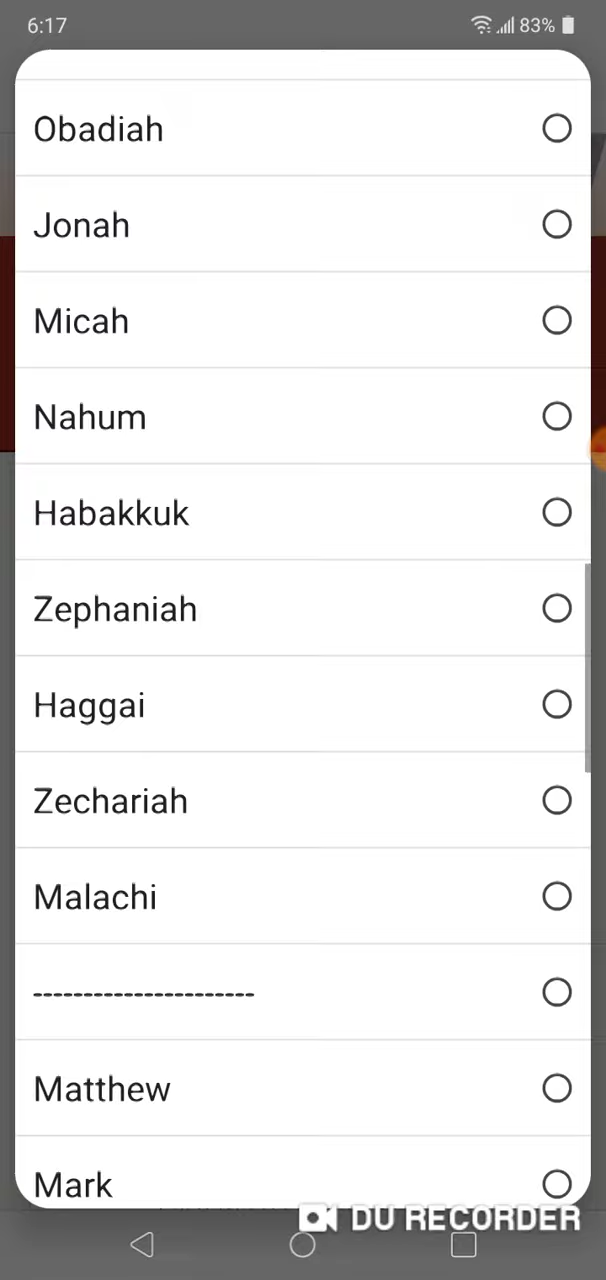 6:17
83%
Obadiah
Jonah
Micah
Nahum
Habakkuk
Zephaniah
Haggai
Zechariah
Malachi
----------------------
Matthew
Mark
DU RECORDER